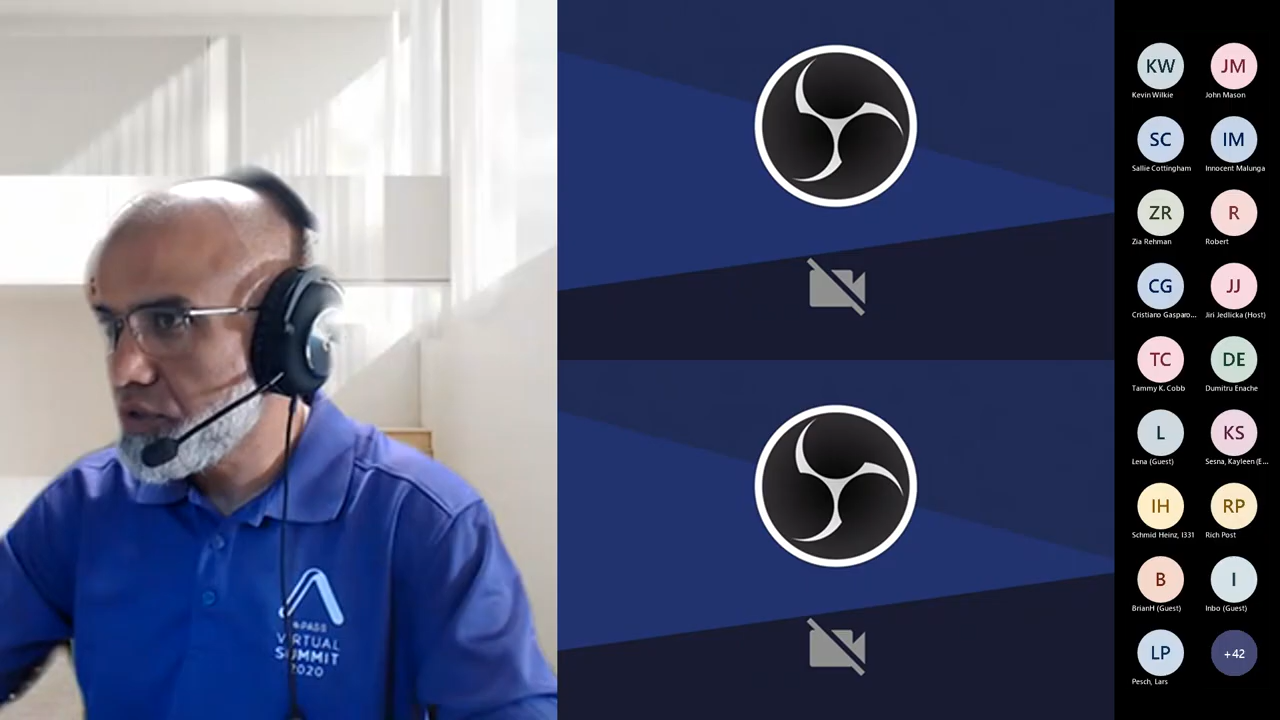 PASS
VIRTUAL
SUMMIT
2020
KW
Kevin Wilkie
JM
John Mason
SC
Sallie Cottingham
IM
Innocent Malunga
ZR
Zia Rehman
R
Robert
CG
Cristiano Gasparo...
JJ
Jiri Jedlicka (Host)
TC
Tammy K. Cobb
DE
Dumitru Enache
L
Lena (Guest)
KS
Sesna, Kayleen (E...
IH
Schmid Heinz, I331
RP
Rich Post
B
BrianH (Guest)
I
Inbo (Guest)
LP
Pesch, Lars
+42